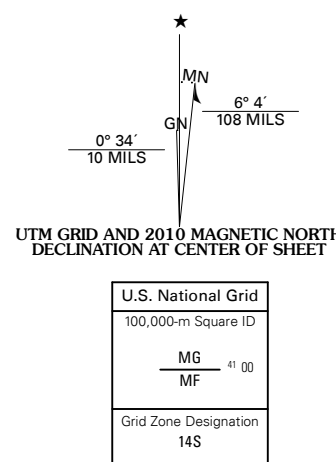 ★
MN
GN
6° 4´
108 MILS
0° 34´
10 MILS
UTM GRID AND 2010 MAGNETIC NORTH
DECLINATION AT CENTER OF SHEET
U.S. National Grid
100,000-m Square ID
MG
41 00
MF
Grid Zone Designation
14S